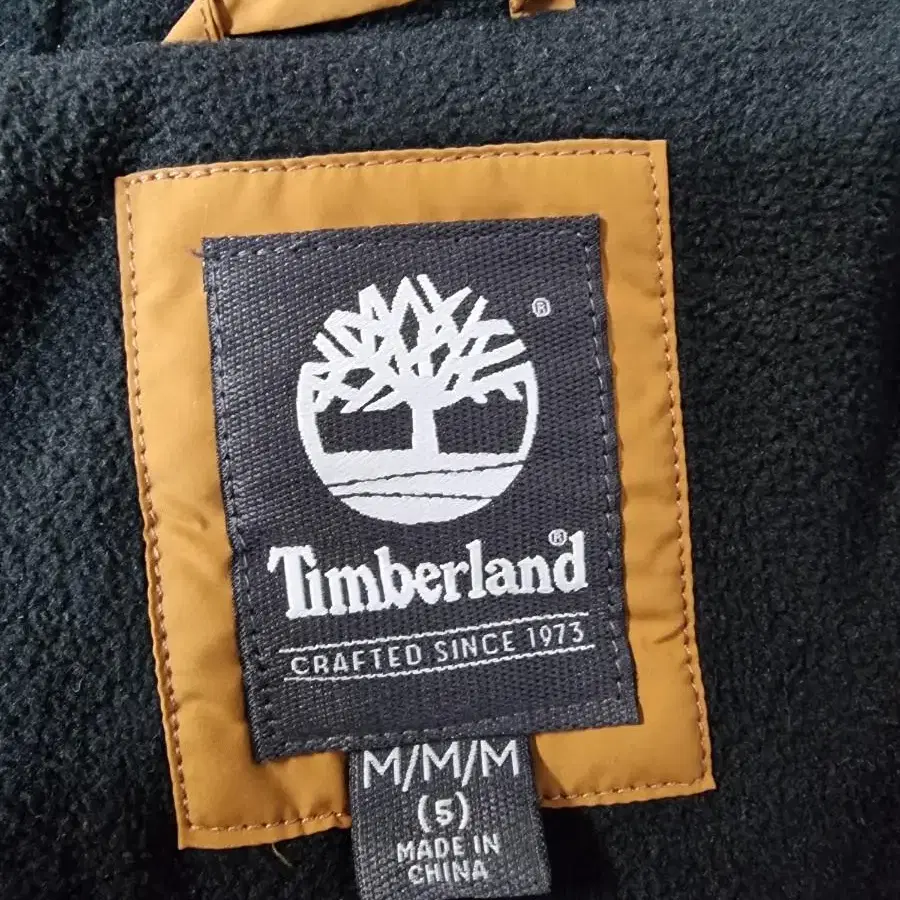 ®
Timberland®
CRAFTED SINCE 1973
M/M/M
(5)
MADE IN
CHINA